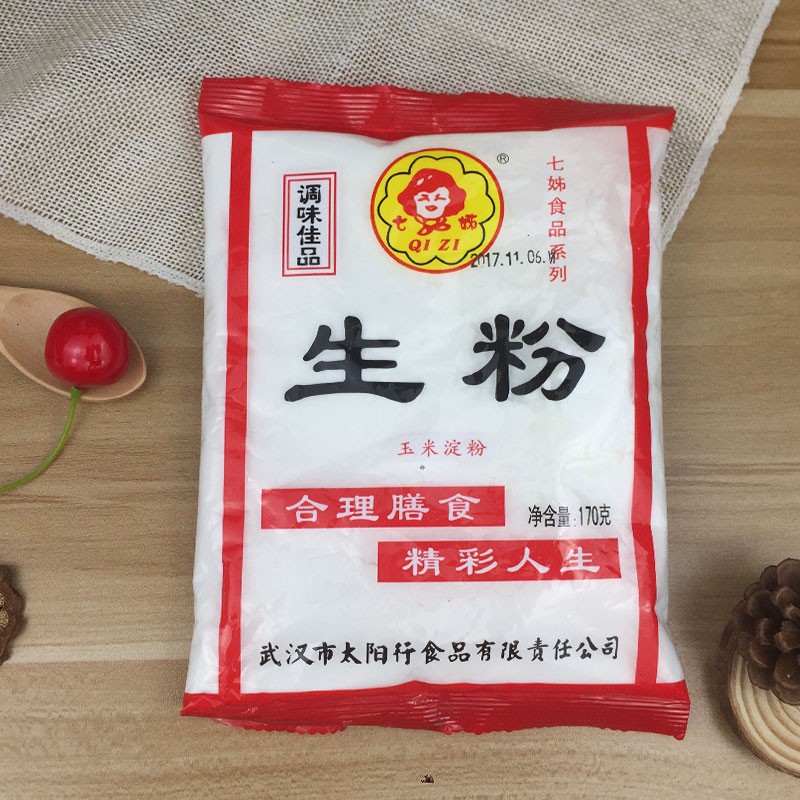 调味佳品
七 姊
QI ZI
®
七姊食品系列
2017.11.06.
生粉
玉米淀粉
合理膳食
净含量:170克
精彩人生
武汉市太阳行食品有限责任公司